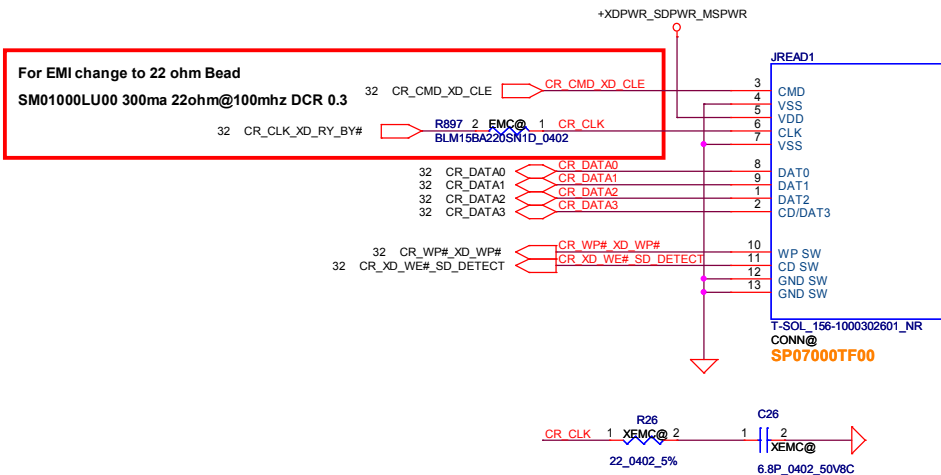 +XDPWR_SDPWR_MSPWR
For EMI change to 22 ohm Bead
SM01000LU00 300ma 22ohm@100mhz DCR 0.3
JREAD1
32 CR_CMD_XD_CLE CR_CMD_XD_CLE 3 CMD
4 VSS
5 VDD
32 CR_CLK_XD_RY_BY# R897 2 EMC@ 1 CR_CLK 6 CLK
BLM15BA220SN1D_0402
7 VSS
32 CR_DATA0 CR_DATA0 8 DAT0
32 CR_DATA1 CR_DATA1 9 DAT1
32 CR_DATA2 CR_DATA2 1 DAT2
32 CR_DATA3 CR_DATA3 2 CD/DAT3
32 CR_WP#_XD_WP# CR_WP#_XD_WP# 10 WP SW
32 CR_XD_WE#_SD_DETECT CR_XD_WE#_SD_DETECT 11 CD SW
12 GND SW
13 GND SW
T-SOL_156-1000302601_NR
CONN@
SP07000TF00
R26 C26
CR_CLK 1 XEMC@ 2 1 2
XEMC@
22_0402_5% 6.8P_0402_50V8C